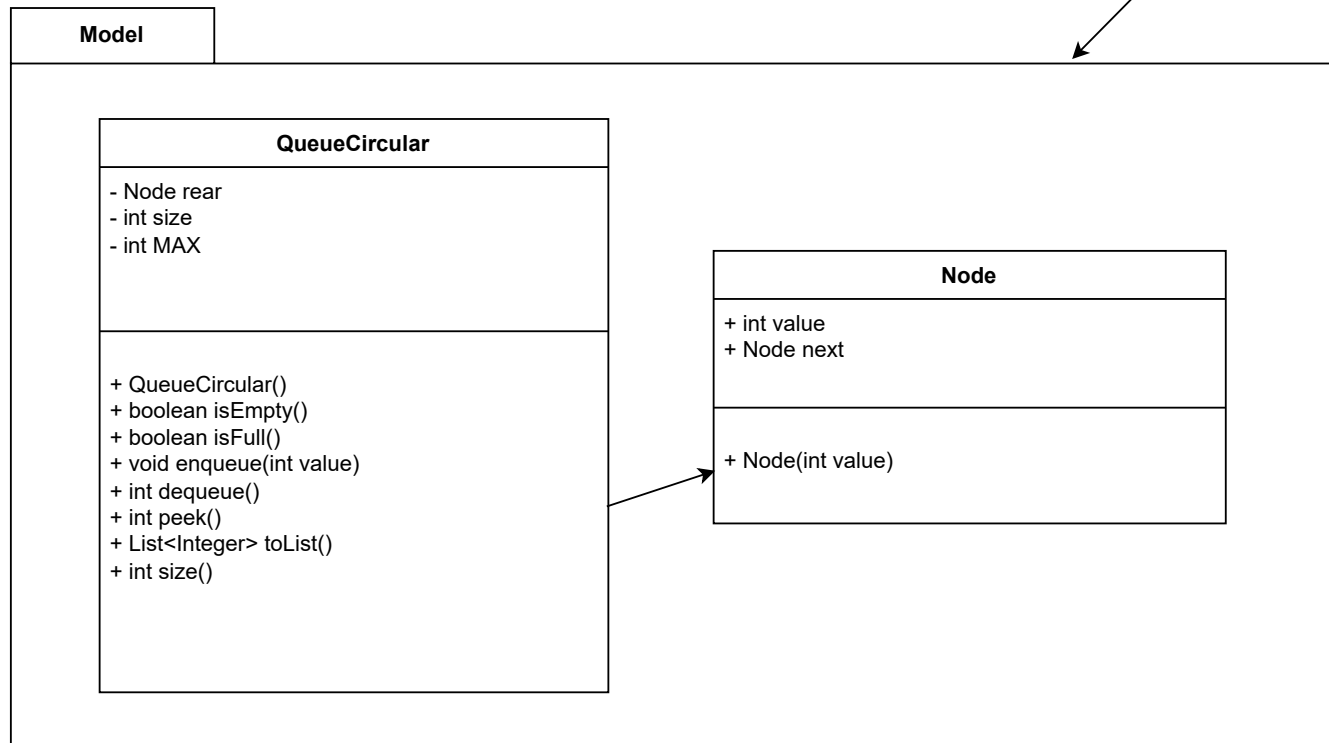 Model
QueueCircular
- Node rear
- int size
- int MAX
+ QueueCircular()
+ boolean isEmpty()
+ boolean isFull()
+ void enqueue(int value)
+ int dequeue()
+ int peek()
+ List<Integer> toList()
+ int size()
Node
+ int value
+ Node next
+ Node(int value)